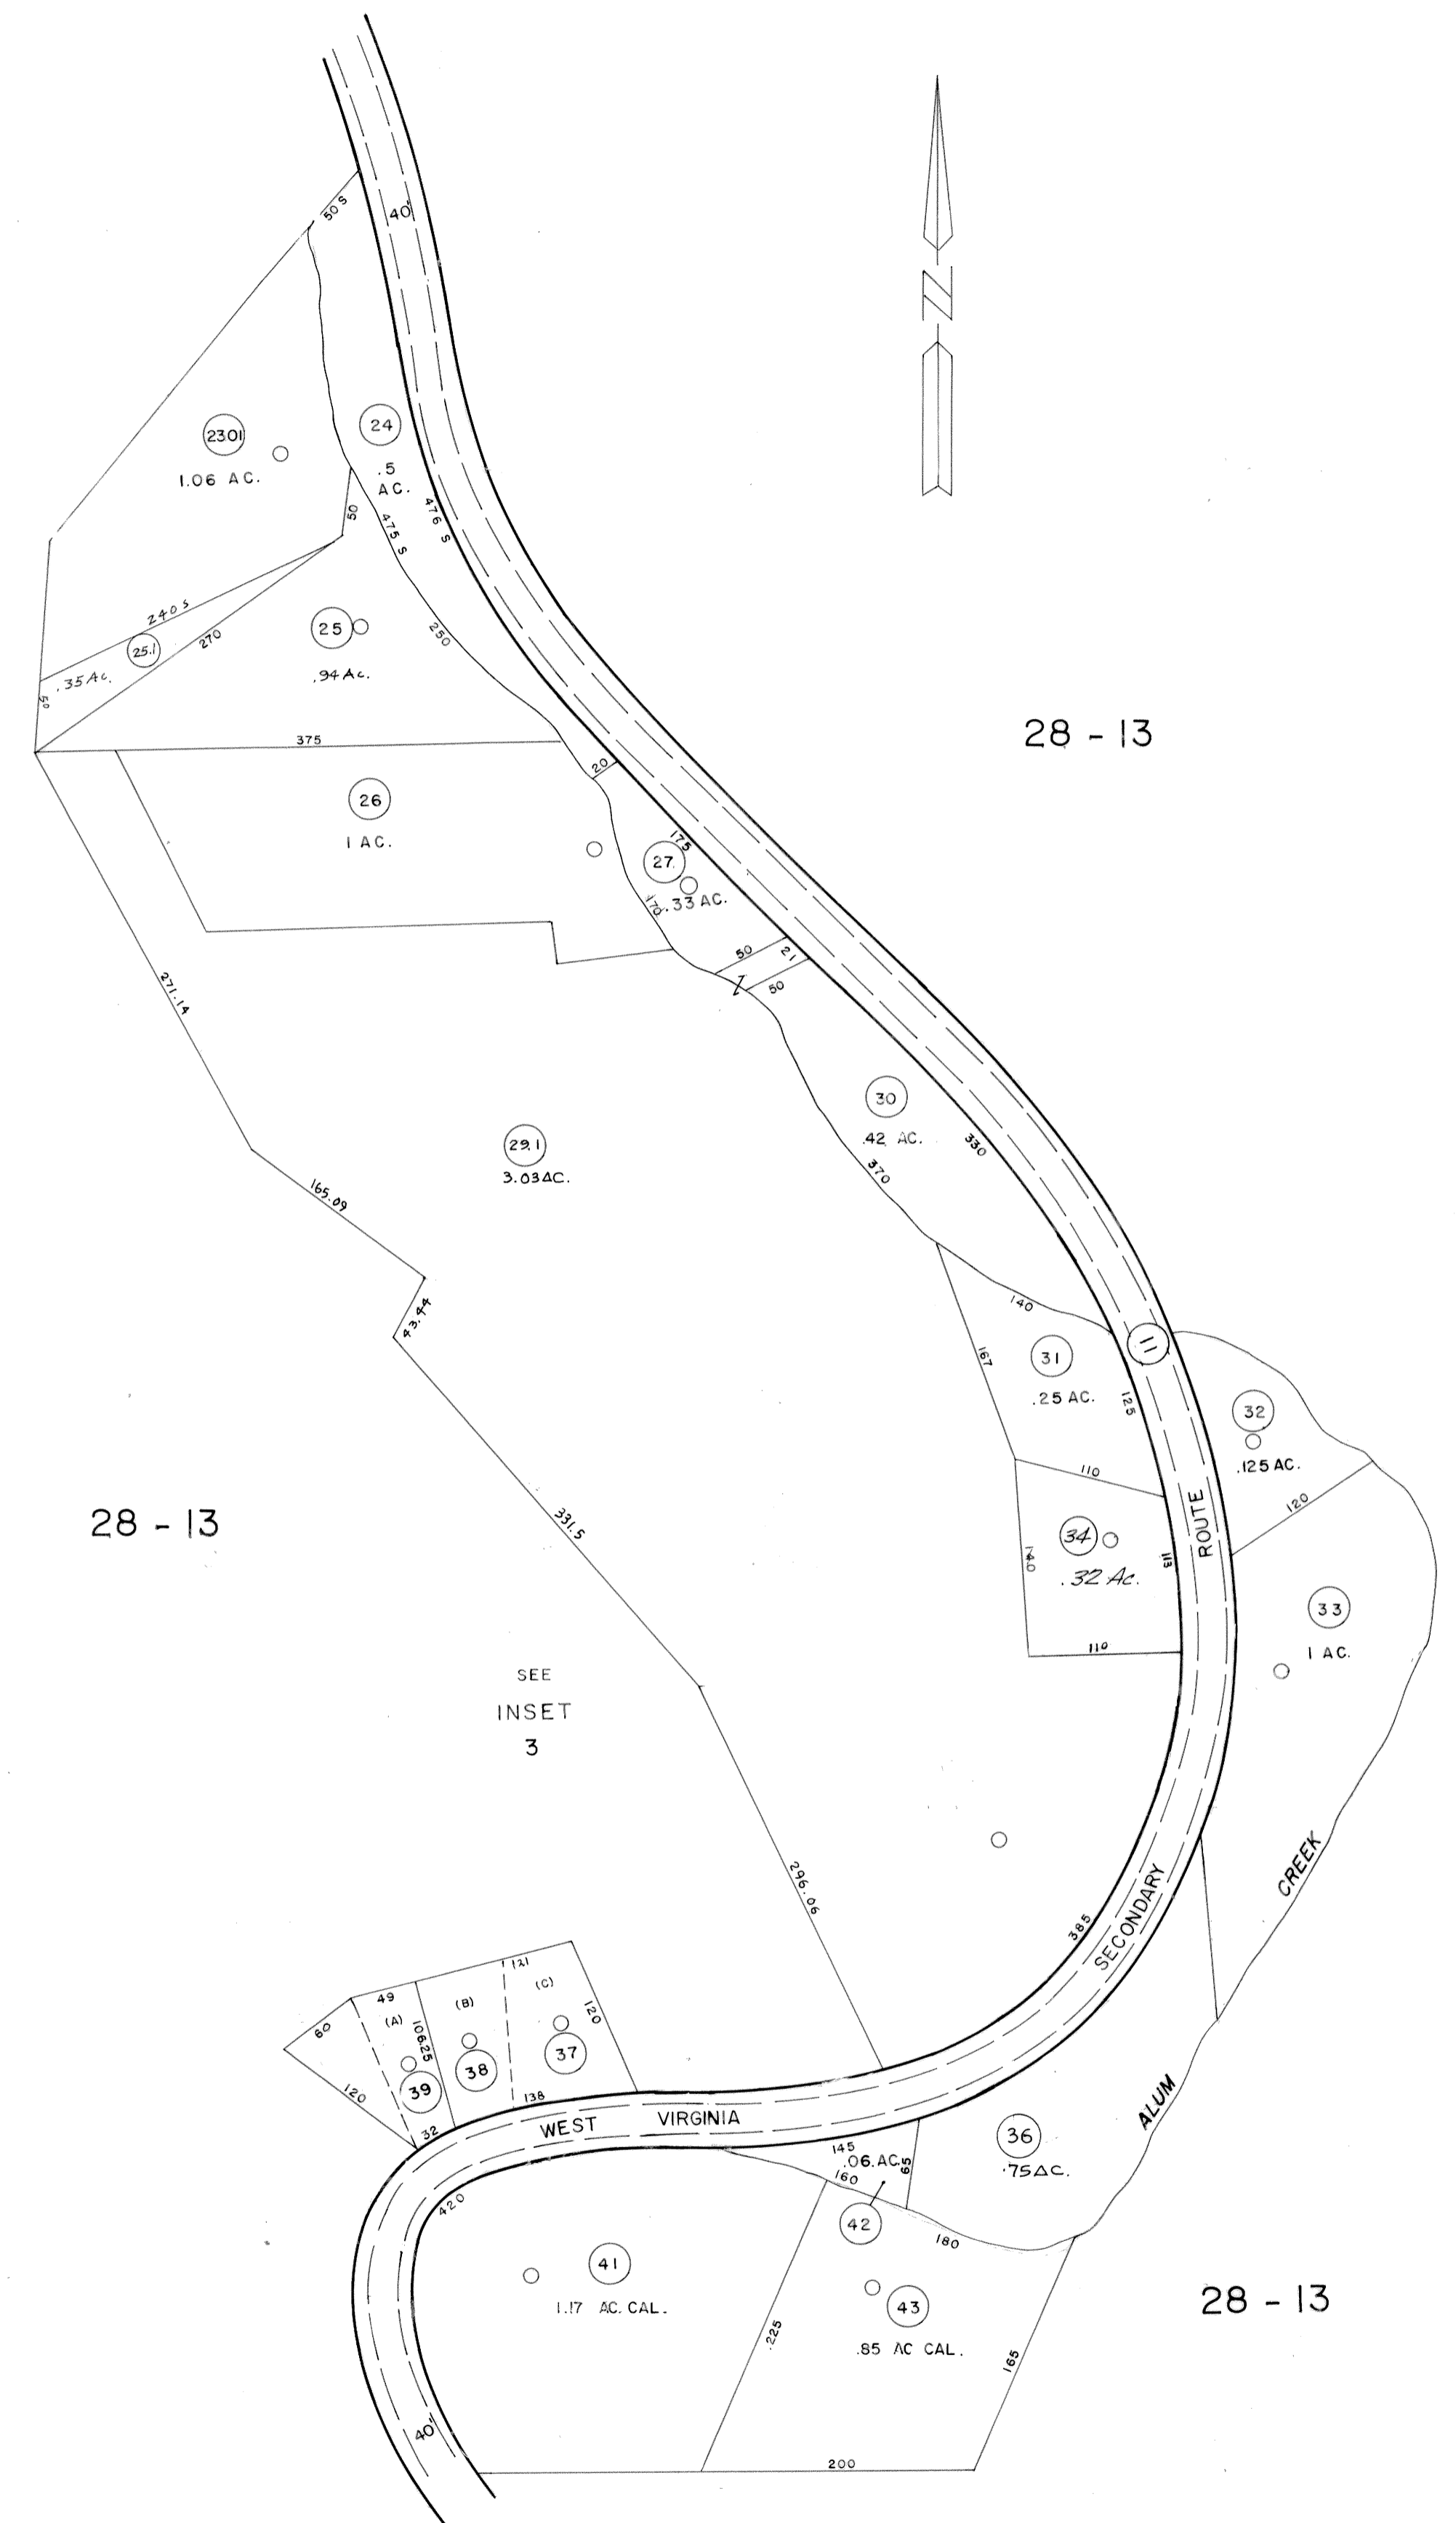 50 S
40'
N
2301
1.06 AC.
24
.5
AC.
50
475 S
476 S
240 S
25.1
270
.35 Ac.
50
25
.94 Ac.
250
375
28 - 13
20
26
1 AC.
175
27
170
.33 AC.
50
21
50
271.14
30
.42 AC.
330
370
29.1
3.03 AC.
165.09
43.44
140
11
167
31
.25 AC.
125
32
.125 AC.
110
120
28 - 13
331.5
34
.32 Ac.
140
113
ROUTE
110
33
1 AC.
SEE
INSET
3
296.06
385
SECONDARY
CREEK
121
(C)
49
(B)
(A)
60
106.25
120
120
39
38
37
138
32
WEST VIRGINIA
ALUM
36
.75 AC.
145
.06 AC.
65
160
42
180
420
41
1.17 AC. CAL.
43
.85 AC CAL.
225
165
28 - 13
40'
200